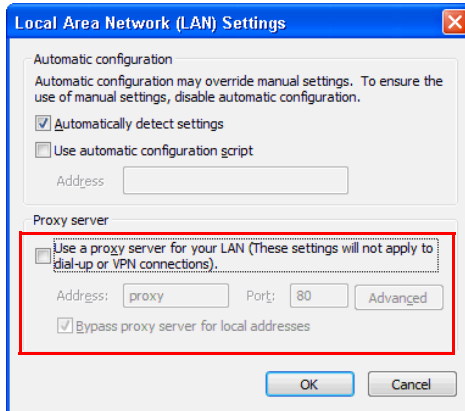 Local Area Network (LAN) Settings
Automatic configuration
Automatic configuration may override manual settings. To ensure the
use of manual settings, disable automatic configuration.
Automatically detect settings
Use automatic configuration script
Address
Proxy server
Use a proxy server for your LAN (These settings will not apply to
dial-up or VPN connections).
Address: proxy Port: 80 Advanced
Bypass proxy server for local addresses
OK Cancel